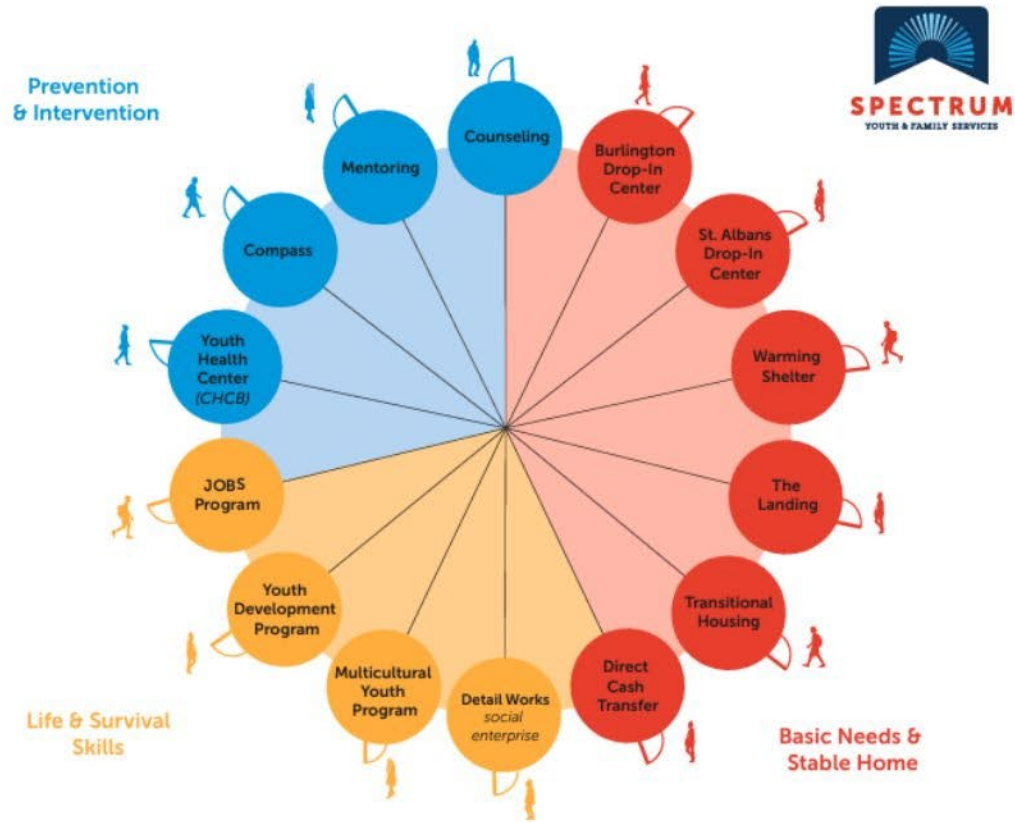 Prevention
& Intervention
SPECTRUM
YOUTH & FAMILY SERVICES
Counseling
Burlington
Drop-In
Center
St. Albans
Drop-In
Center
Warming
Shelter
The
Landing
Transitional
Housing
Direct
Cash
Transfer
Detail Works
social
enterprise
Multicultural
Youth
Program
Youth
Development
Program
JOBS
Program
Youth
Health
Center
(CHCB)
Compass
Mentoring
Life & Survival
Skills
Basic Needs &
Stable Home